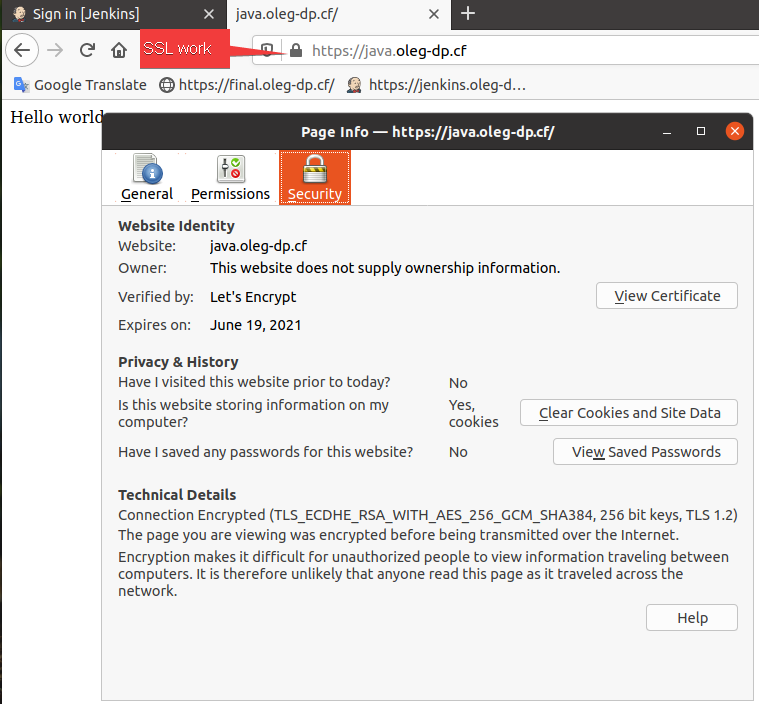 Sign in [Jenkins]
java.oleg-dp.cf/
SSL work
https://java.oleg-dp.cf
Google Translate
https://final.oleg-dp.cf/
https://jenkins.oleg-d…
Hello world
Page Info — https://java.oleg-dp.cf/
General
Permissions
Security
Website Identity
Website: java.oleg-dp.cf
Owner: This website does not supply ownership information.
Verified by: Let's Encrypt
View Certificate
Expires on: June 19, 2021
Privacy & History
Have I visited this website prior to today? No
Is this website storing information on my
computer?
Yes,
cookies
Clear Cookies and Site Data
Have I saved any passwords for this website? No
View Saved Passwords
Technical Details
Connection Encrypted (TLS_ECDHE_RSA_WITH_AES_256_GCM_SHA384, 256 bit keys, TLS 1.2)
The page you are viewing was encrypted before being transmitted over the Internet.
Encryption makes it difficult for unauthorized people to view information traveling between
computers. It is therefore unlikely that anyone read this page as it traveled across the
network.
Help